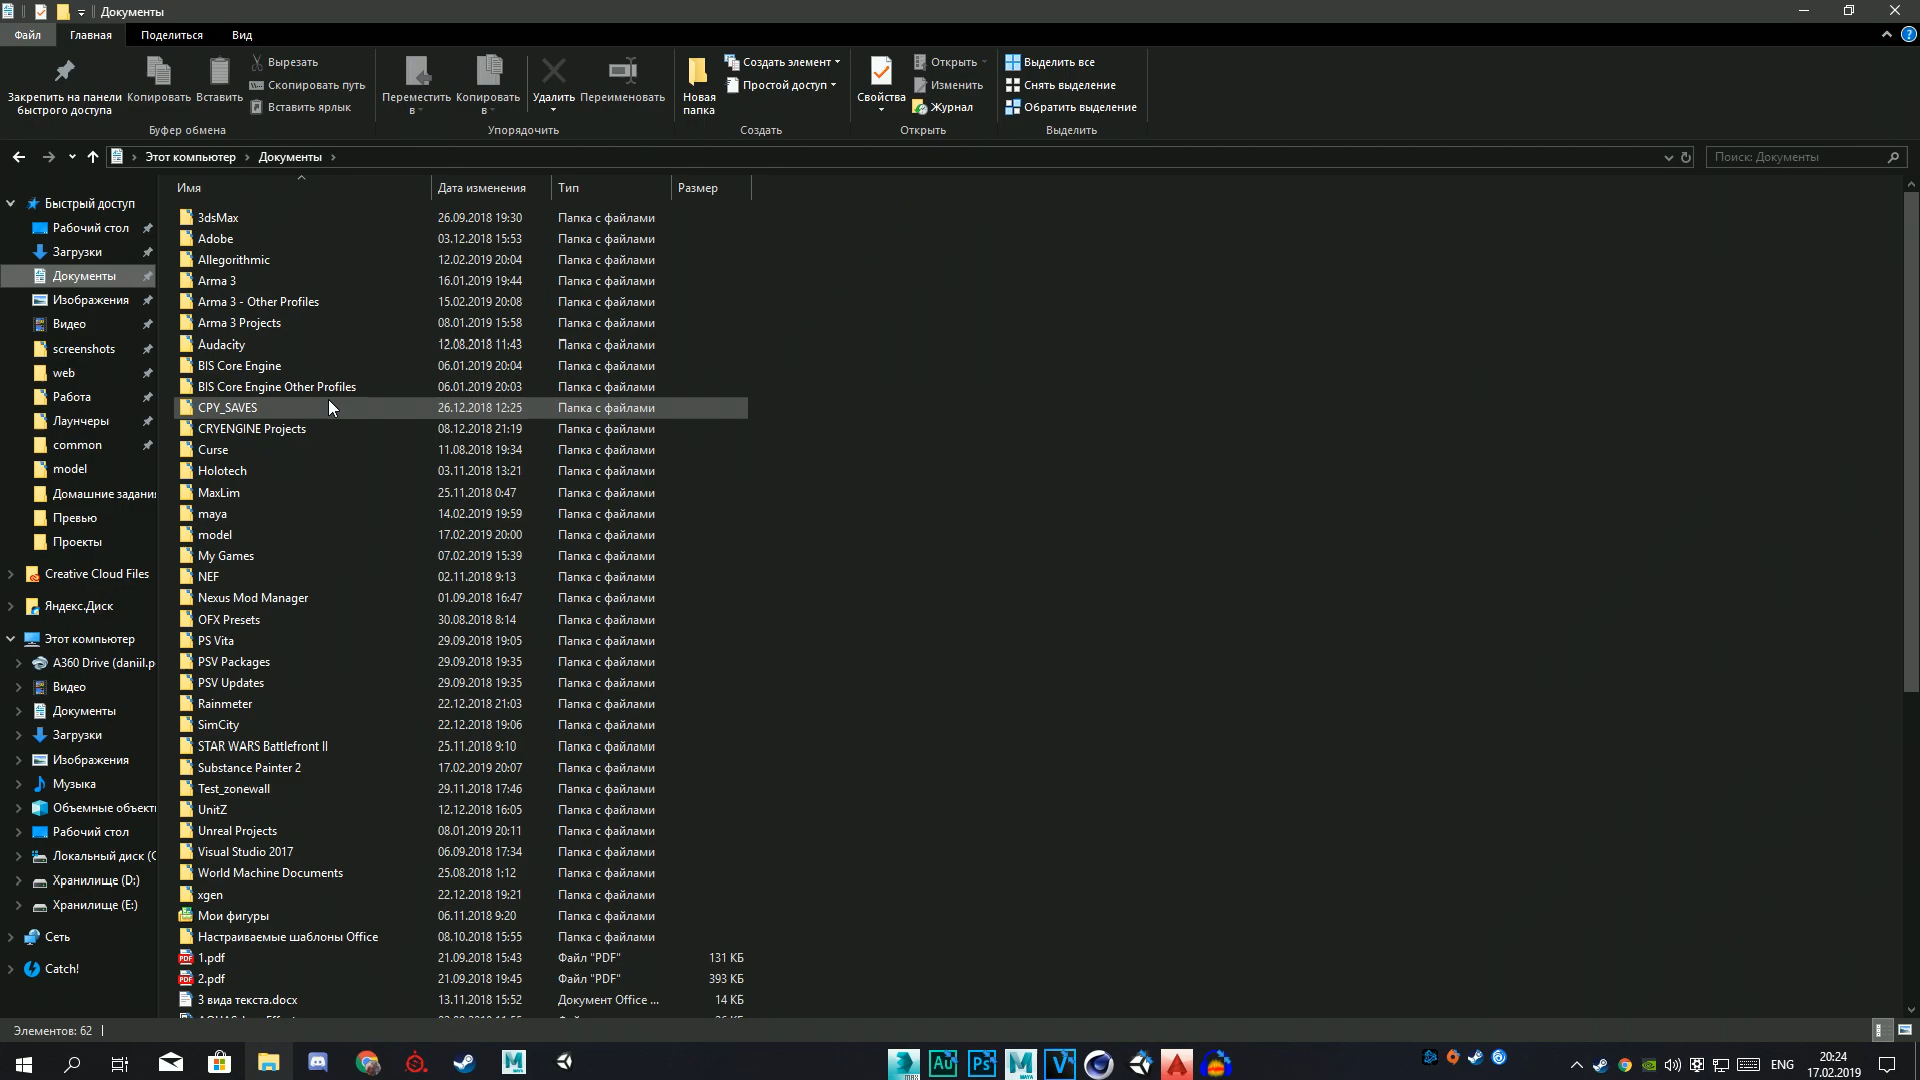 Документы
Файл
Главная
Поделиться
Вид
Закрепить на панели
быстрого доступа
Копировать
Вставить
Вырезать
Скопировать путь
Вставить ярлык
Буфер обмена
Переместить
в
Копировать
в
Удалить
Переименовать
Упорядочить
Новая
папка
Создать элемент
Простой доступ
Создать
Свойства
Открыть
Изменить
Журнал
Открыть
Выделить все
Снять выделение
Обратить выделение
Выделить
Этот компьютер
Документы
Поиск: Документы
Имя Дата изменения Тип Размер
3dsMax 26.09.2018 19:30 Папка с файлами
Adobe 03.12.2018 15:53 Папка с файлами
Allegorithmic 12.02.2019 20:04 Папка с файлами
Arma 3 16.01.2019 19:44 Папка с файлами
Arma 3 - Other Profiles 15.02.2019 20:08 Папка с файлами
Arma 3 Projects 08.01.2019 15:58 Папка с файлами
Audacity 12.08.2018 11:43 Папка с файлами
BIS Core Engine 06.01.2019 20:04 Папка с файлами
BIS Core Engine Other Profiles 06.01.2019 20:03 Папка с файлами
CPY_SAVES 26.12.2018 12:25 Папка с файлами
CRYENGINE Projects 08.12.2018 21:19 Папка с файлами
Curse 11.08.2018 19:34 Папка с файлами
Holotech 03.11.2018 13:21 Папка с файлами
MaxLim 25.11.2018 0:47 Папка с файлами
maya 14.02.2019 19:59 Папка с файлами
model 17.02.2019 20:00 Папка с файлами
My Games 07.02.2019 15:39 Папка с файлами
NEF 02.11.2018 9:13 Папка с файлами
Nexus Mod Manager 01.09.2018 16:47 Папка с файлами
OFX Presets 30.08.2018 8:14 Папка с файлами
PS Vita 29.09.2018 19:05 Папка с файлами
PSV Packages 29.09.2018 19:35 Папка с файлами
PSV Updates 29.09.2018 19:35 Папка с файлами
Rainmeter 22.12.2018 21:03 Папка с файлами
SimCity 22.12.2018 19:06 Папка с файлами
STAR WARS Battlefront II 25.11.2018 9:10 Папка с файлами
Substance Painter 2 17.02.2019 20:07 Папка с файлами
Test_zonewall 29.11.2018 17:46 Папка с файлами
UnitZ 12.12.2018 16:05 Папка с файлами
Unreal Projects 08.01.2019 20:11 Папка с файлами
Visual Studio 2017 06.09.2018 17:34 Папка с файлами
World Machine Documents 25.08.2018 1:12 Папка с файлами
xgen 22.12.2018 19:21 Папка с файлами
Мои фигуры 06.11.2018 9:20 Папка с файлами
Настраиваемые шаблоны Office 08.10.2018 15:55 Папка с файлами
1.pdf 21.09.2018 15:43 Файл "PDF" 131 КБ
2.pdf 21.09.2018 19:45 Файл "PDF" 393 КБ
3 вида текста.docx 13.11.2018 15:52 Документ Office ... 14 КБ
Быстрый доступ
Рабочий стол
Загрузки
Документы
Изображения
Видео
screenshots
web
Работа
Лаунчеры
common
model
Домашние задани
Превью
Проекты
Creative Cloud Files
Яндекс.Диск
Этот компьютер
A360 Drive (daniil.p
Видео
Документы
Загрузки
Изображения
Музыка
Объемные объект
Рабочий стол
Локальный диск (C
Хранилище (D:)
Хранилище (E:)
Сеть
Catch!
Элементов: 62
MAX
Au
Ps
MAYA
ENG
20:24
17.02.2019